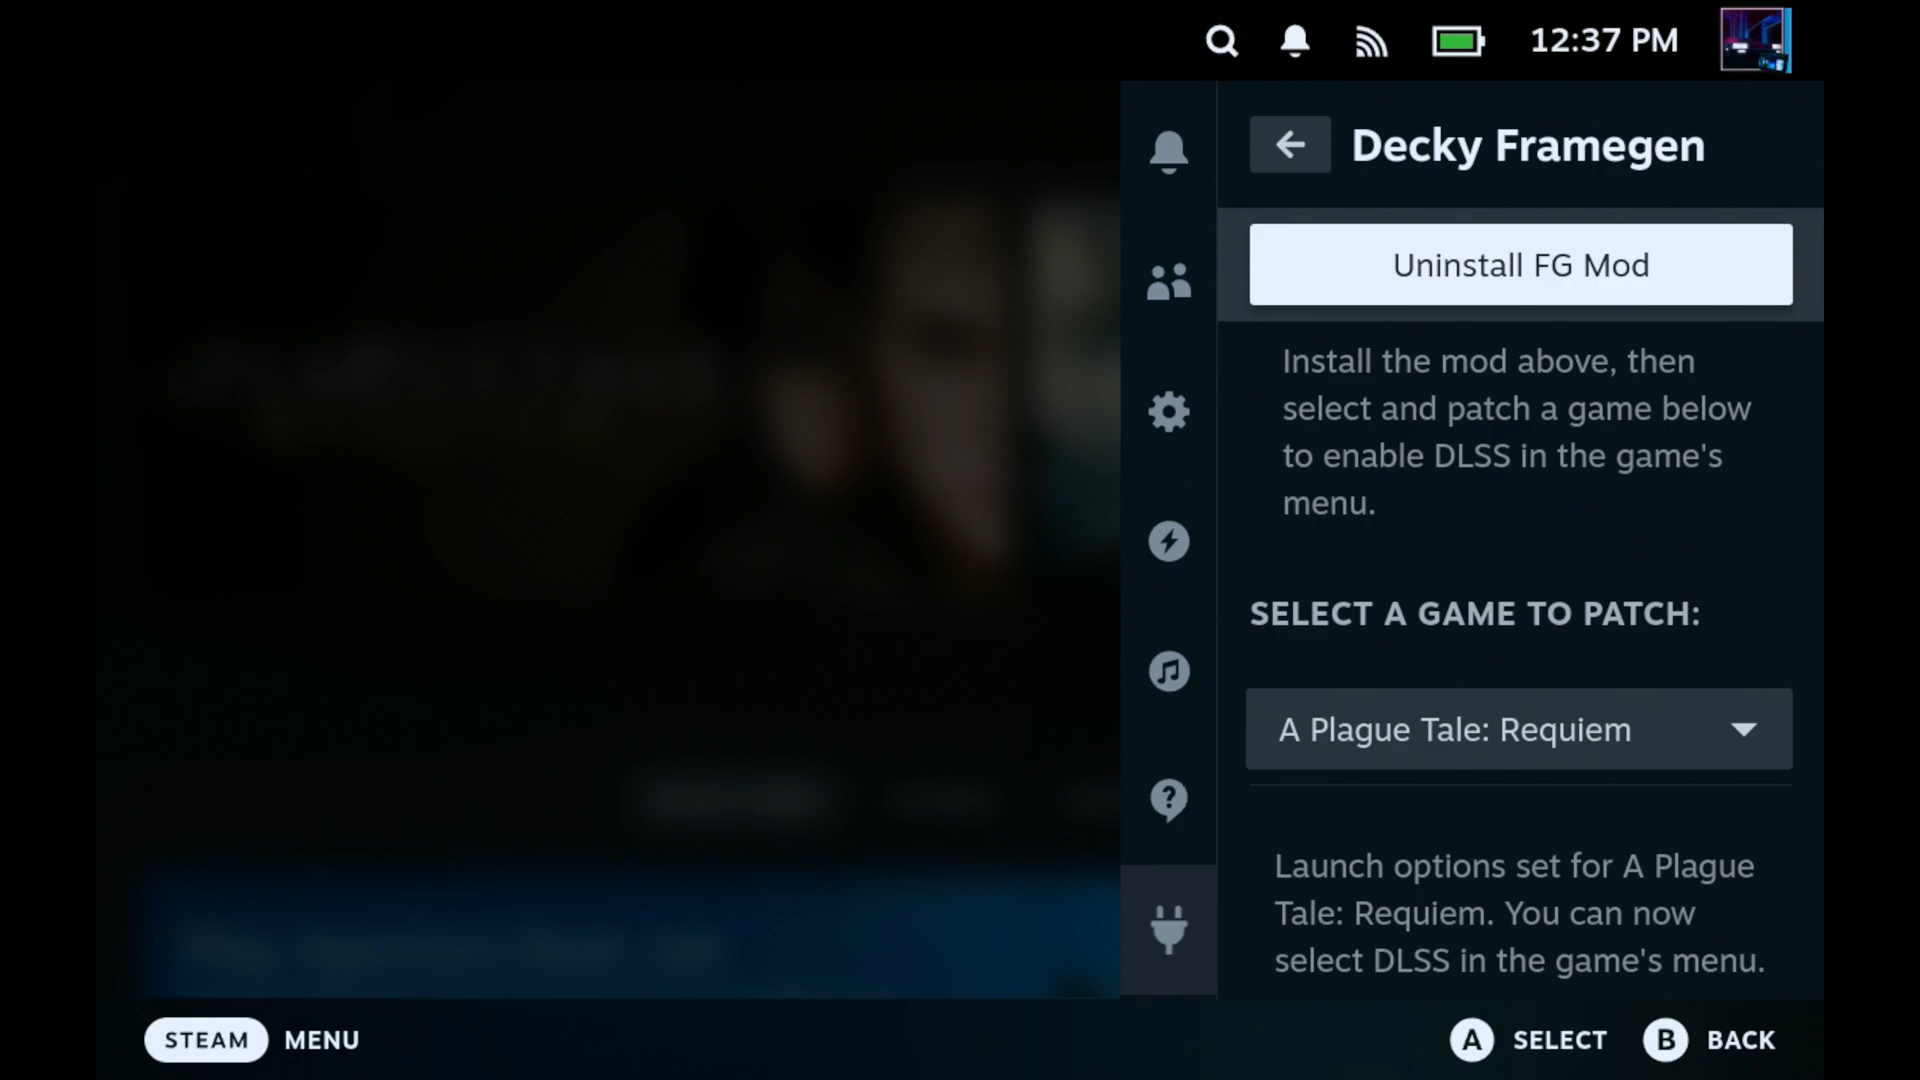 12:37 PM
Decky Framegen
Uninstall FG Mod
Install the mod above, then
select and patch a game below
to enable DLSS in the game's
menu.
SELECT A GAME TO PATCH:
A Plague Tale: Requiem
Launch options set for A Plague
Tale: Requiem. You can now
select DLSS in the game's menu.
STEAM MENU
A SELECT B BACK